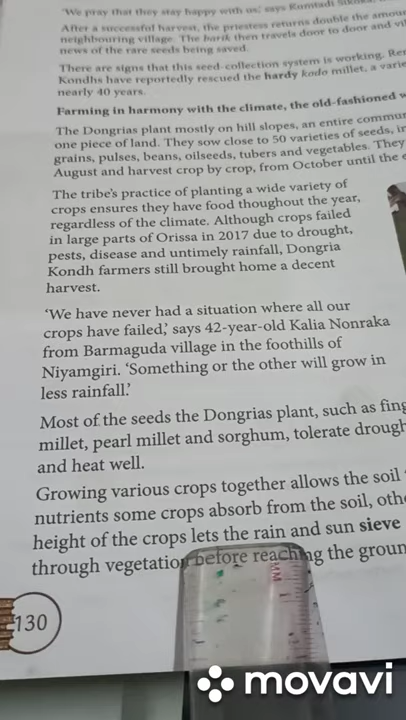 'We pray that they stay happy with us,' says
After a successful harvest, the priestess returns double the
neighbouring village. The barik then travels door to door and
news of the rare seeds being saved.
There are signs that this seed-collection system is working.
Kondhs have reportedly rescued the hardy kodo millet, a
nearly 40 years.
Farming in harmony with the climate, the old-fashioned
The Dongrias plant mostly on hill slopes, an entire
one piece of land. They sow close to 50 varieties of seeds,
grains, pulses, beans, oilseeds, tubers and vegetables. They
August and harvest crop by crop, from October until the
The tribe's practice of planting a wide variety of
crops ensures they have food thoughout the year,
regardless of the climate. Although crops failed
in large parts of Orissa in 2017 due to drought,
pests, disease and untimely rainfall, Dongria
Kondh farmers still brought home a decent
harvest.
'We have never had a situation where all our
crops have failed,' says 42-year-old Kalia Nonraka
from Barmaguda village in the foothills of
Niyamgiri. 'Something or the other will grow in
less rainfall.'
Most of the seeds the Dongrias plant, such as fing
millet, pearl millet and sorghum, tolerate drough
and heat well.
Growing various crops together allows the soil
nutrients some crops absorb from the soil, oth
height of the crops lets the rain and sun sieve
through vegetation before reaching the groun
130
MM
movavi